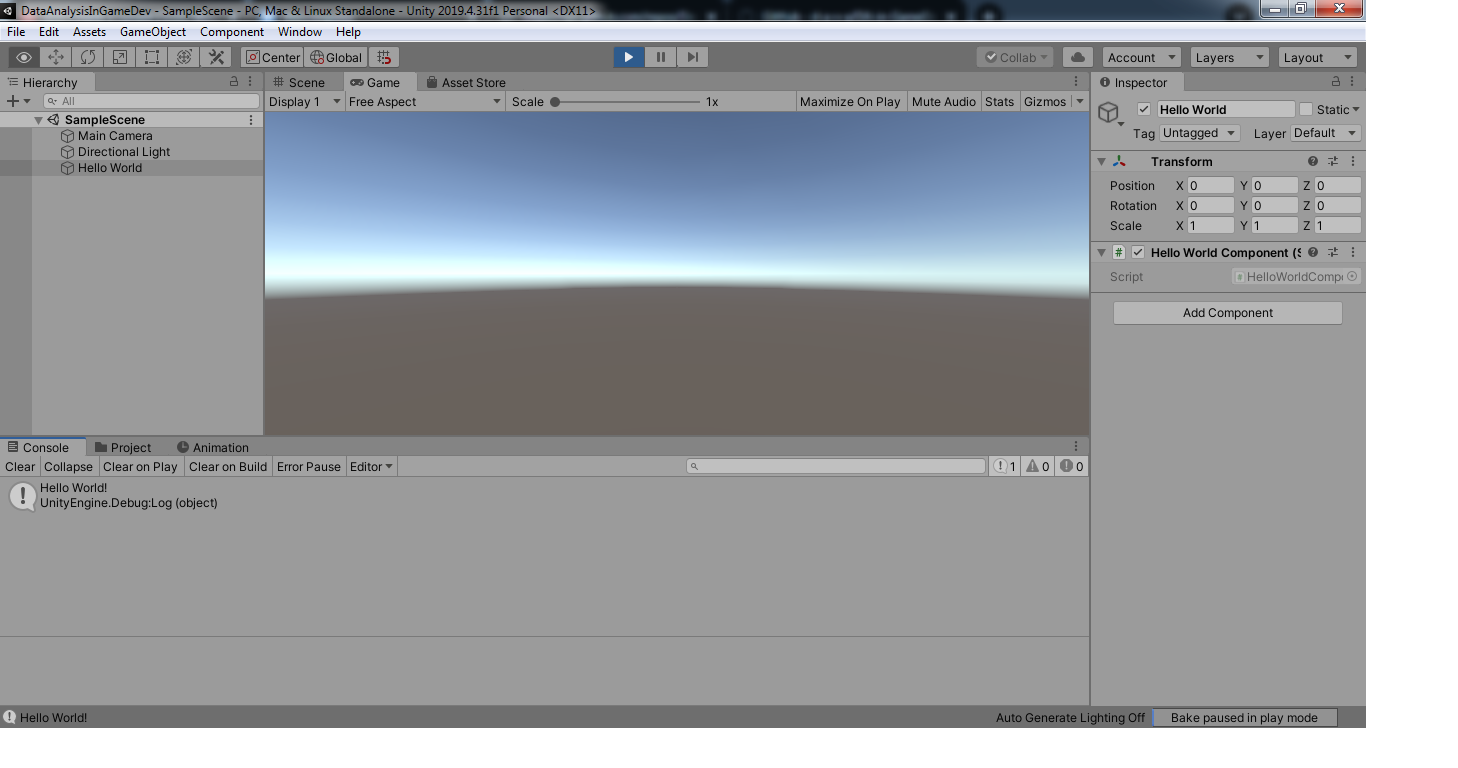 DataAnalysisInGameDev - SampleScene - PC, Mac & Linux Standalone - Unity 2019.4.31f1 Personal <DX11>
File Edit Assets GameObject Component Window Help
Center Global Collab Account Layers Layout
Hierarchy
All
SampleScene
Main Camera
Directional Light
Hello World
Scene Game Asset Store
Display 1 Free Aspect Scale 1x Maximize On Play Mute Audio Stats Gizmos
Inspector
Hello World Static
Tag Untagged Layer Default
Transform
Position X 0 Y 0 Z 0
Rotation X 0 Y 0 Z 0
Scale X 1 Y 1 Z 1
# Hello World Component (S
Script # HelloWorldComp
Add Component
Console Project Animation
Clear Collapse Clear on Play Clear on Build Error Pause Editor 1 0 0
Hello World!
UnityEngine.Debug:Log (object)
Hello World! Auto Generate Lighting Off Bake paused in play mode